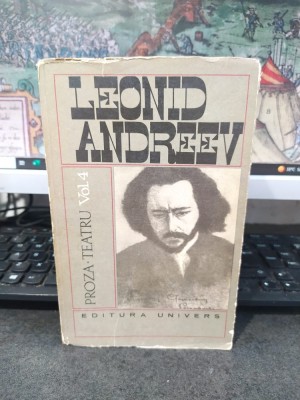 LEONID
ANDREEV
PROZA·TEATRU Vol.4
EDITURA UNIVERS